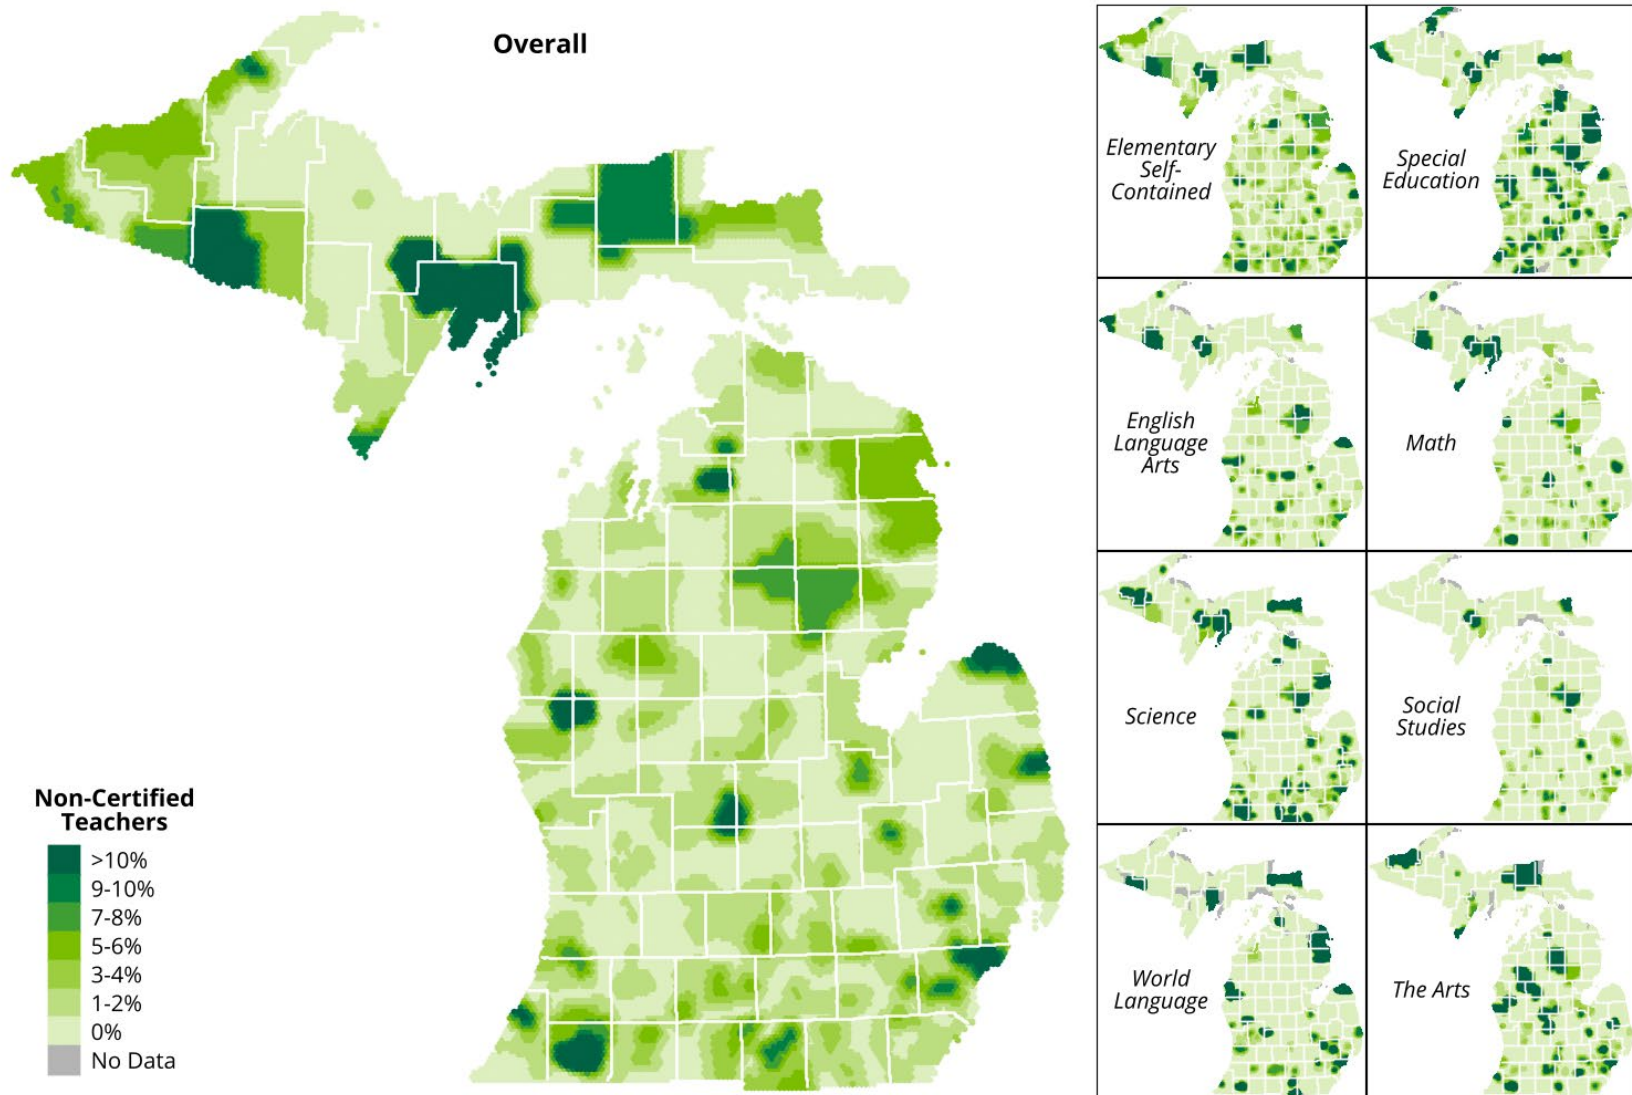 Overall
Non-Certified
Teachers
>10%
9-10%
7-8%
5-6%
3-4%
1-2%
0%
No Data
Elementary
Self-
Contained
Special
Education
English
Language
Arts
Math
Science
Social
Studies
World
Language
The Arts